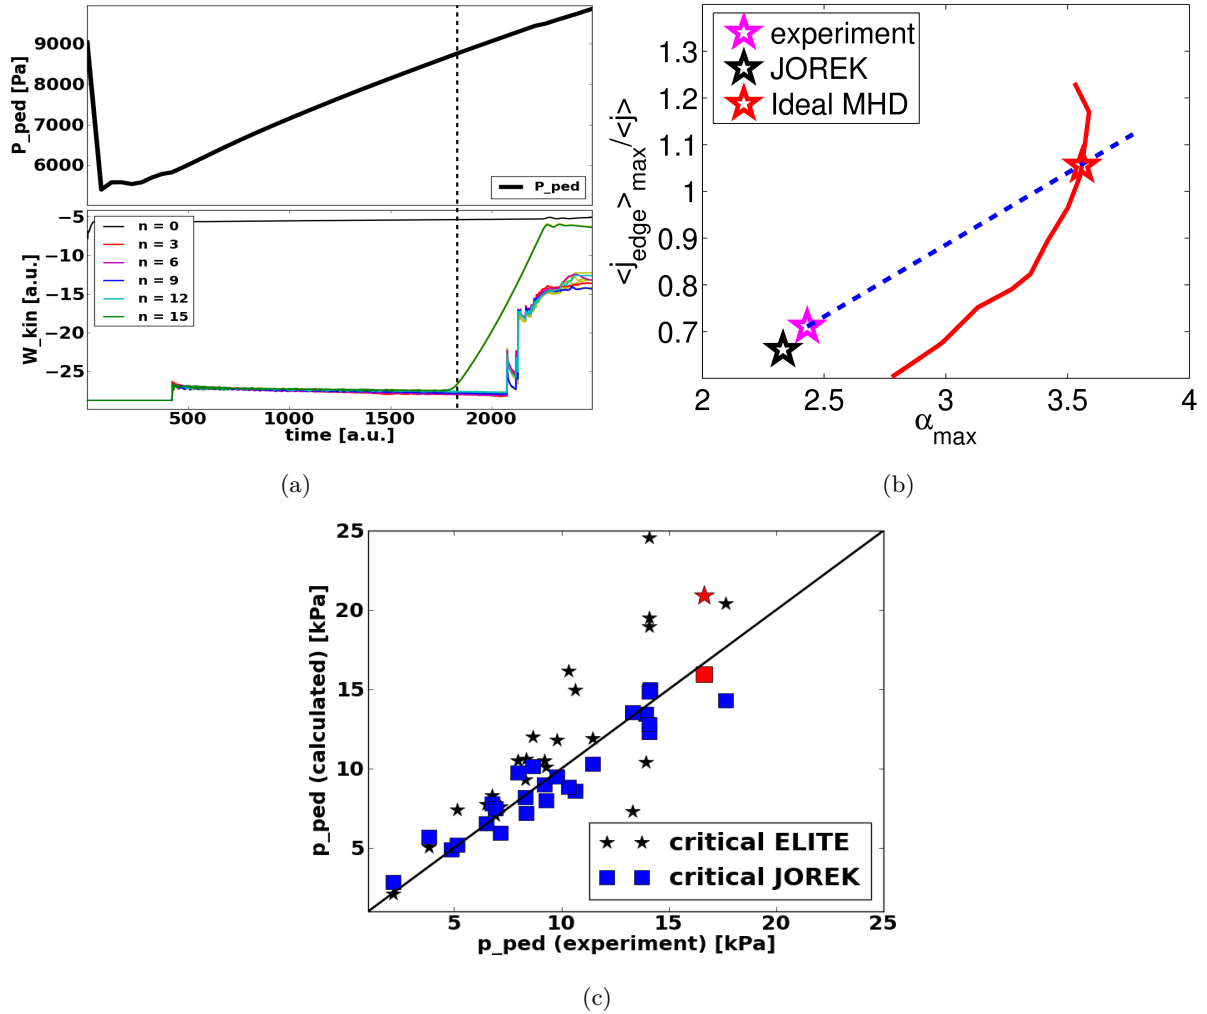 9000
8000
7000
6000
P_ped [Pa]
P_ped
−5
−10
−15
−20
−25
W_kin [a.u.]
n = 0
n = 3
n = 6
n = 9
n = 12
n = 15
500 1000 1500 2000
time [a.u.]
(a)
1.3
1.2
1.1
1
0.9
0.8
0.7
<j_edge>_max/<j>
experiment
JOREK
Ideal MHD
2 2.5 3 3.5 4
α_max
(b)
25
20
15
10
5
p_ped (calculated) [kPa]
critical ELITE
critical JOREK
5 10 15 20 25
p_ped (experiment) [kPa]
(c)